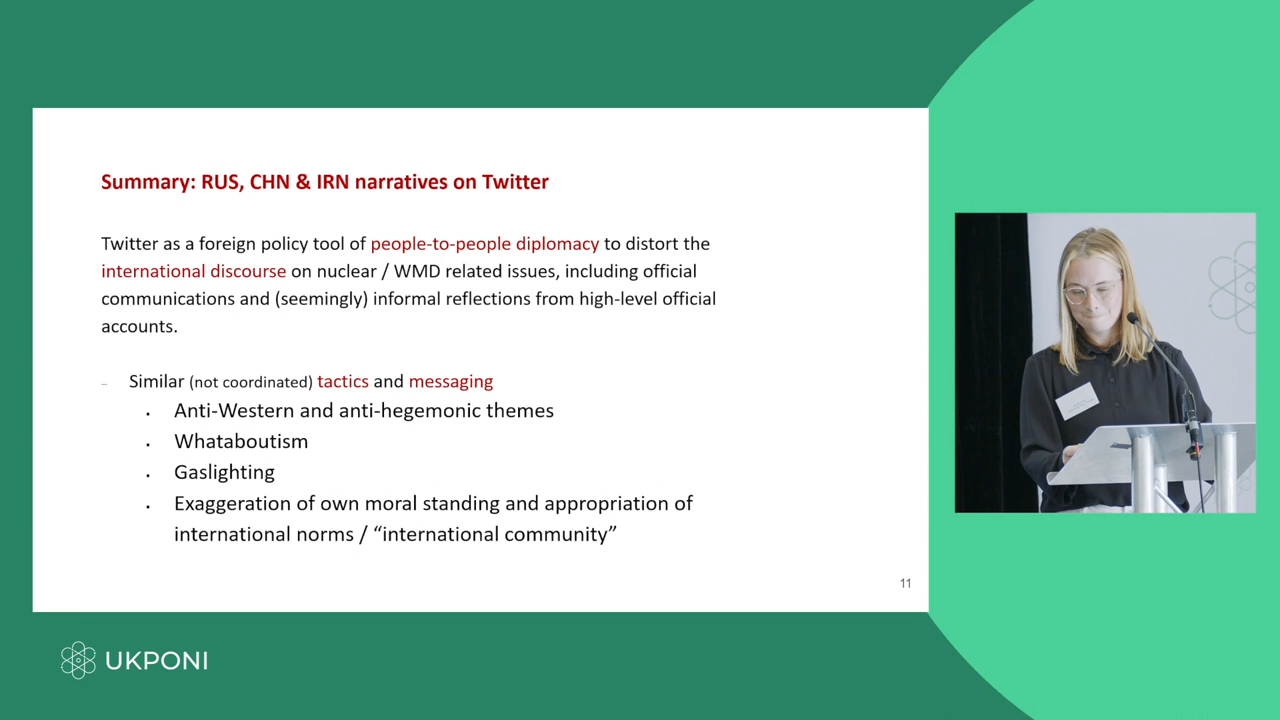 Summary: RUS, CHN & IRN narratives on Twitter
Twitter as a foreign policy tool of people-to-people diplomacy to distort the
international discourse on nuclear / WMD related issues, including official
communications and (seemingly) informal reflections from high-level official
accounts.
– Similar (not coordinated) tactics and messaging
▪ Anti-Western and anti-hegemonic themes
▪ Whataboutism
▪ Gaslighting
▪ Exaggeration of own moral standing and appropriation of
international norms / “international community”
11
UKPONI